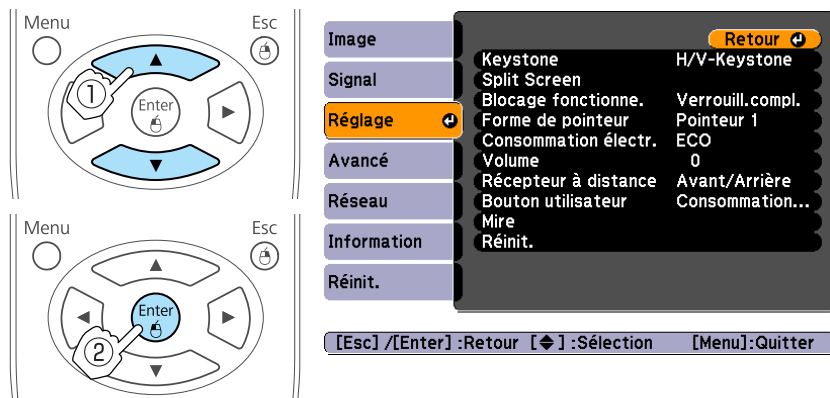 Menu
Esc
1
Enter
Menu
Esc
Enter
2
Image
Signal
Réglage
Avancé
Réseau
Information
Réinit.
Retour
Keystone H/V-Keystone
Split Screen
Blocage fonctionne. Verrouill.compl.
Forme de pointeur Pointeur 1
Consommation électr. ECO
Volume 0
Récepteur à distance Avant/Arrière
Bouton utilisateur Consommation...
Mire
Réinit.
[Esc] /[Enter] :Retour [◆] :Sélection [Menu]:Quitter